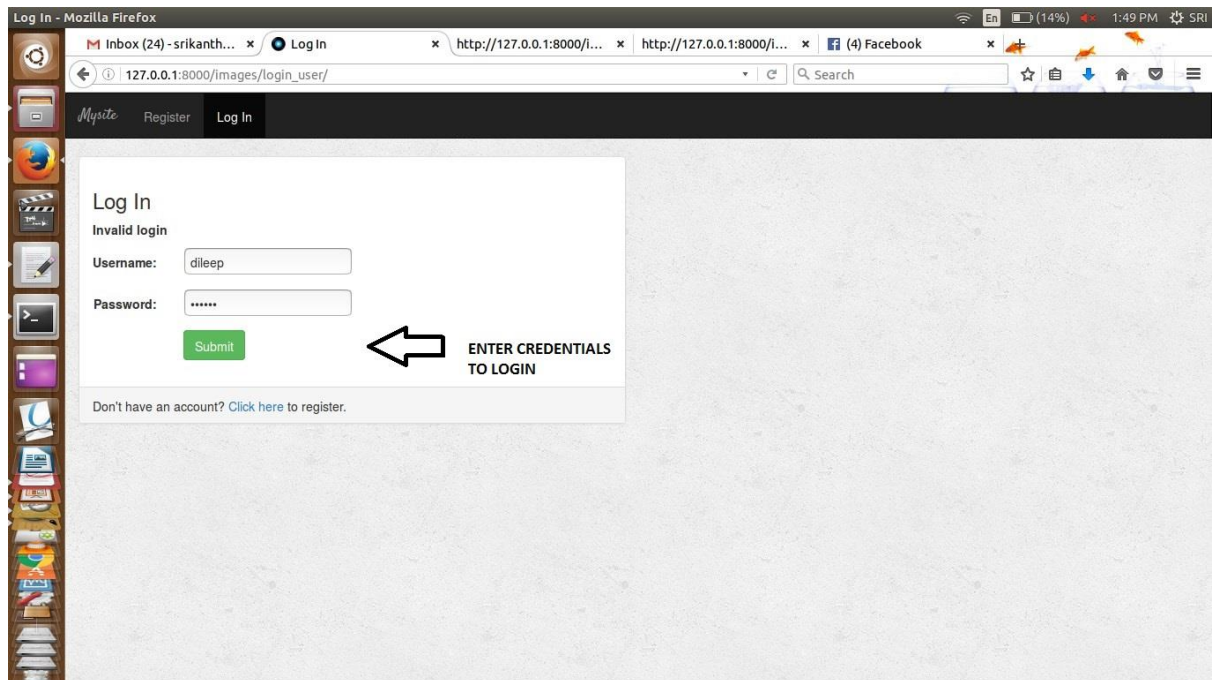 Log In - Mozilla Firefox
En (14%) 1:49 PM SRI
Inbox (24) - srikanth... × Log In × http://127.0.0.1:8000/i... × http://127.0.0.1:8000/i... × (4) Facebook ×
127.0.0.1:8000/images/login_user/ Search
Mysite Register Log In
Log In
Invalid login
Username: dileep
Password: ••••••
Submit
ENTER CREDENTIALS
TO LOGIN
Don't have an account? Click here to register.